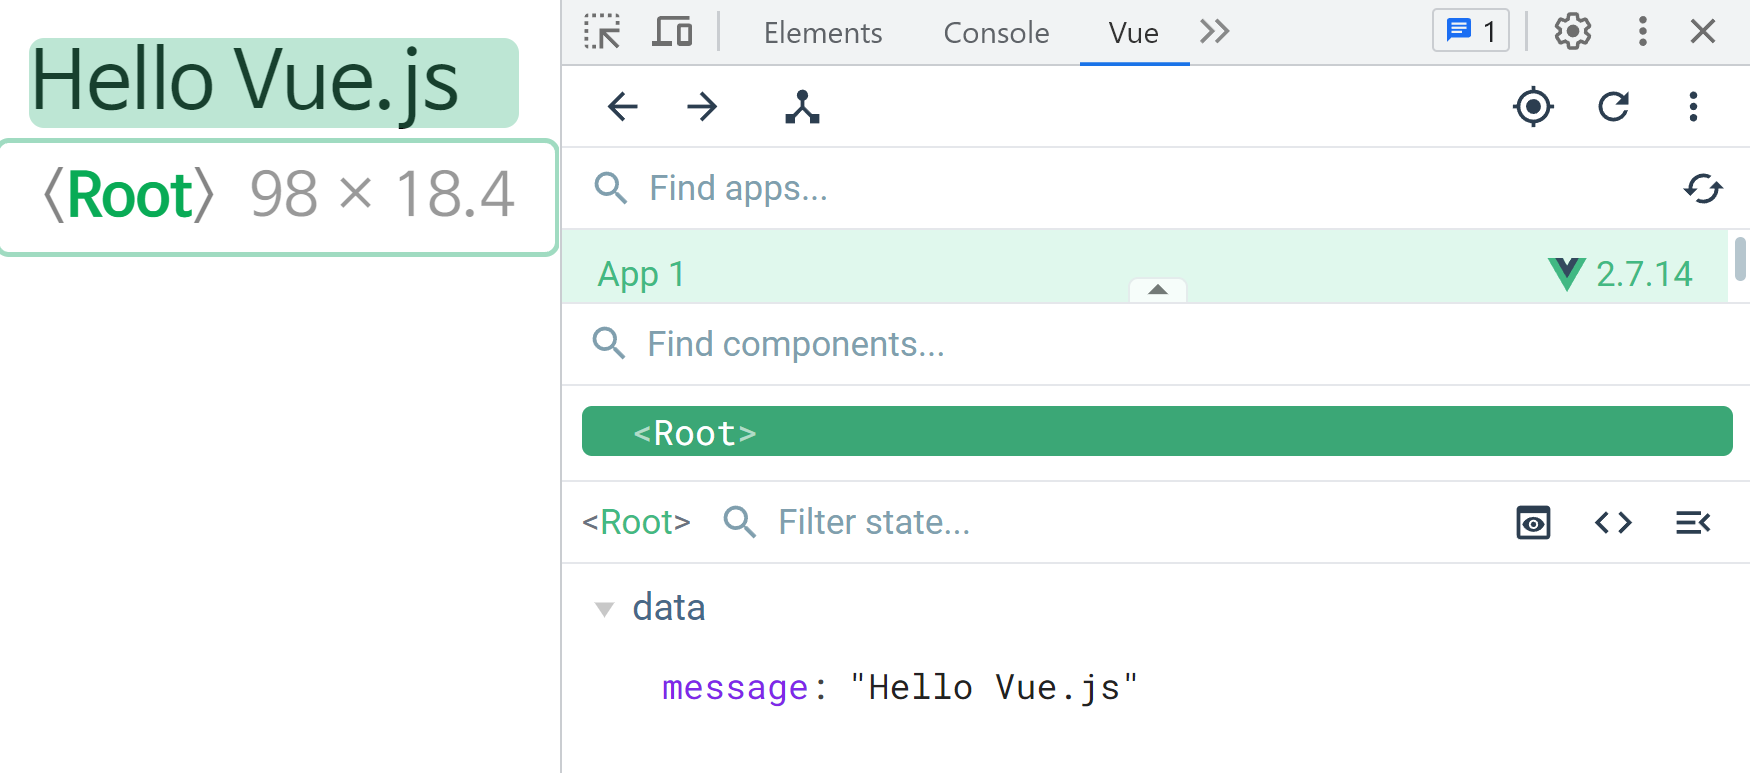 Hello Vue.js
〈Root〉 98 × 18.4
Elements Console Vue 1
Find apps...
App 1 2.7.14
Find components...
<Root>
<Root> Filter state...
data
message: "Hello Vue.js"